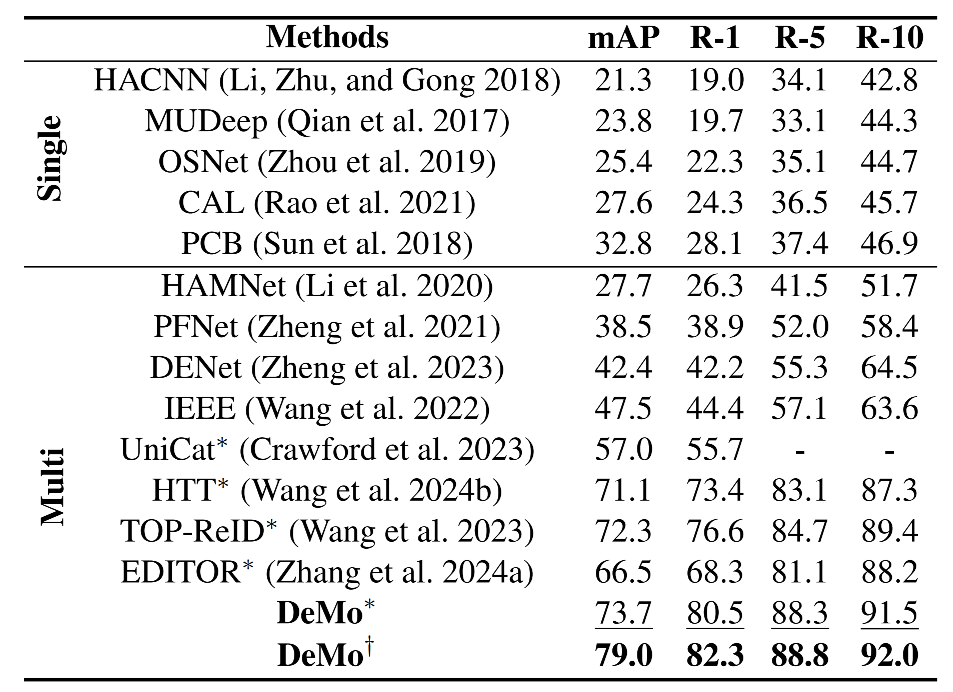 Methods mAP R-1 R-5 R-10
Single
HACNN (Li, Zhu, and Gong 2018) 21.3 19.0 34.1 42.8
MUDeep (Qian et al. 2017) 23.8 19.7 33.1 44.3
OSNet (Zhou et al. 2019) 25.4 22.3 35.1 44.7
CAL (Rao et al. 2021) 27.6 24.3 36.5 45.7
PCB (Sun et al. 2018) 32.8 28.1 37.4 46.9
Multi
HAMNet (Li et al. 2020) 27.7 26.3 41.5 51.7
PFNet (Zheng et al. 2021) 38.5 38.9 52.0 58.4
DENet (Zheng et al. 2023) 42.4 42.2 55.3 64.5
IEEE (Wang et al. 2022) 47.5 44.4 57.1 63.6
UniCat* (Crawford et al. 2023) 57.0 55.7 - -
HTT* (Wang et al. 2024b) 71.1 73.4 83.1 87.3
TOP-ReID* (Wang et al. 2023) 72.3 76.6 84.7 89.4
EDITOR* (Zhang et al. 2024a) 66.5 68.3 81.1 88.2
DeMo* 73.7 80.5 88.3 91.5
DeMo† 79.0 82.3 88.8 92.0